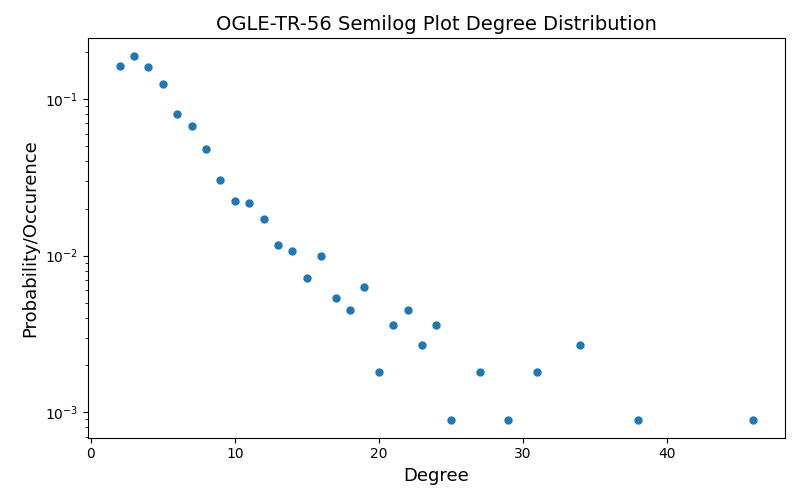 OGLE-TR-56 Semilog Plot Degree Distribution
Probability/Occurence
10⁻¹
10⁻²
10⁻³
0 10 20 30 40
Degree